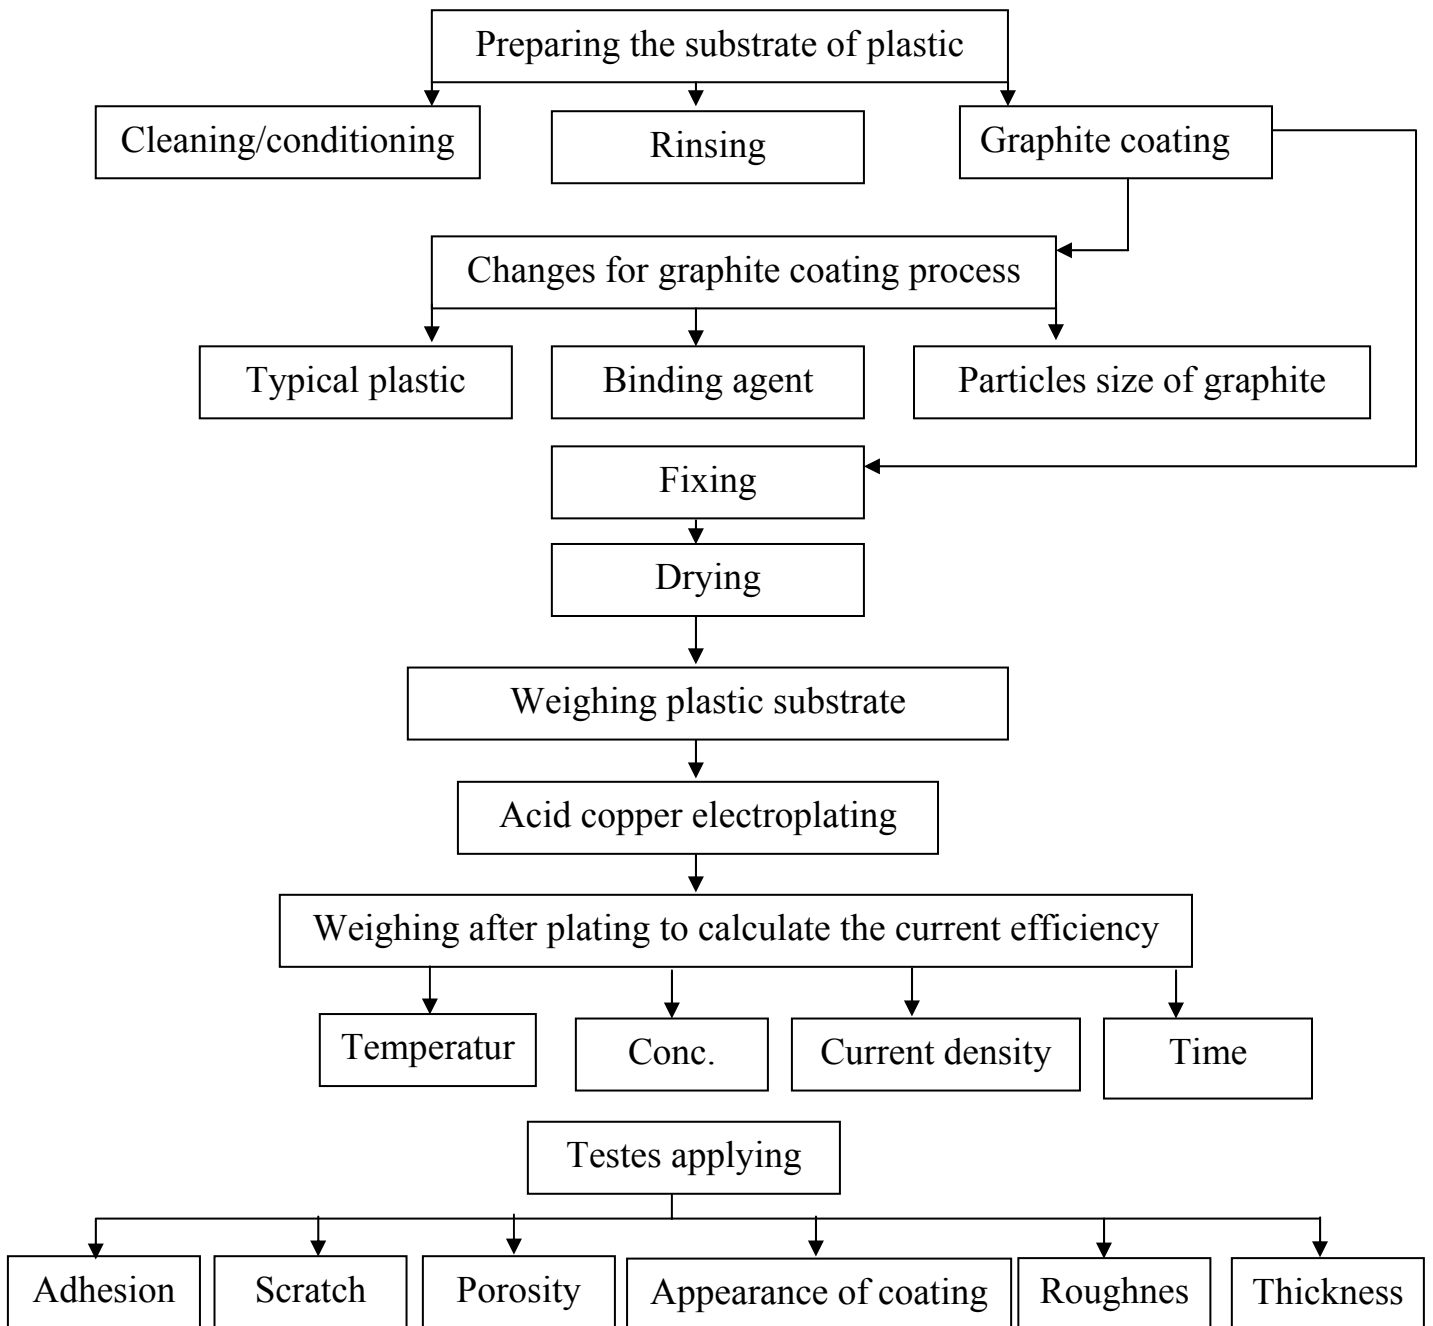 Preparing the substrate of plastic
Cleaning/conditioning
Rinsing
Graphite coating
Changes for graphite coating process
Typical plastic
Binding agent
Particles size of graphite
Fixing
Drying
Weighing plastic substrate
Acid copper electroplating
Weighing after plating to calculate the current efficiency
Temperatur
Conc.
Current density
Time
Testes applying
Adhesion
Scratch
Porosity
Appearance of coating
Roughnes
Thickness